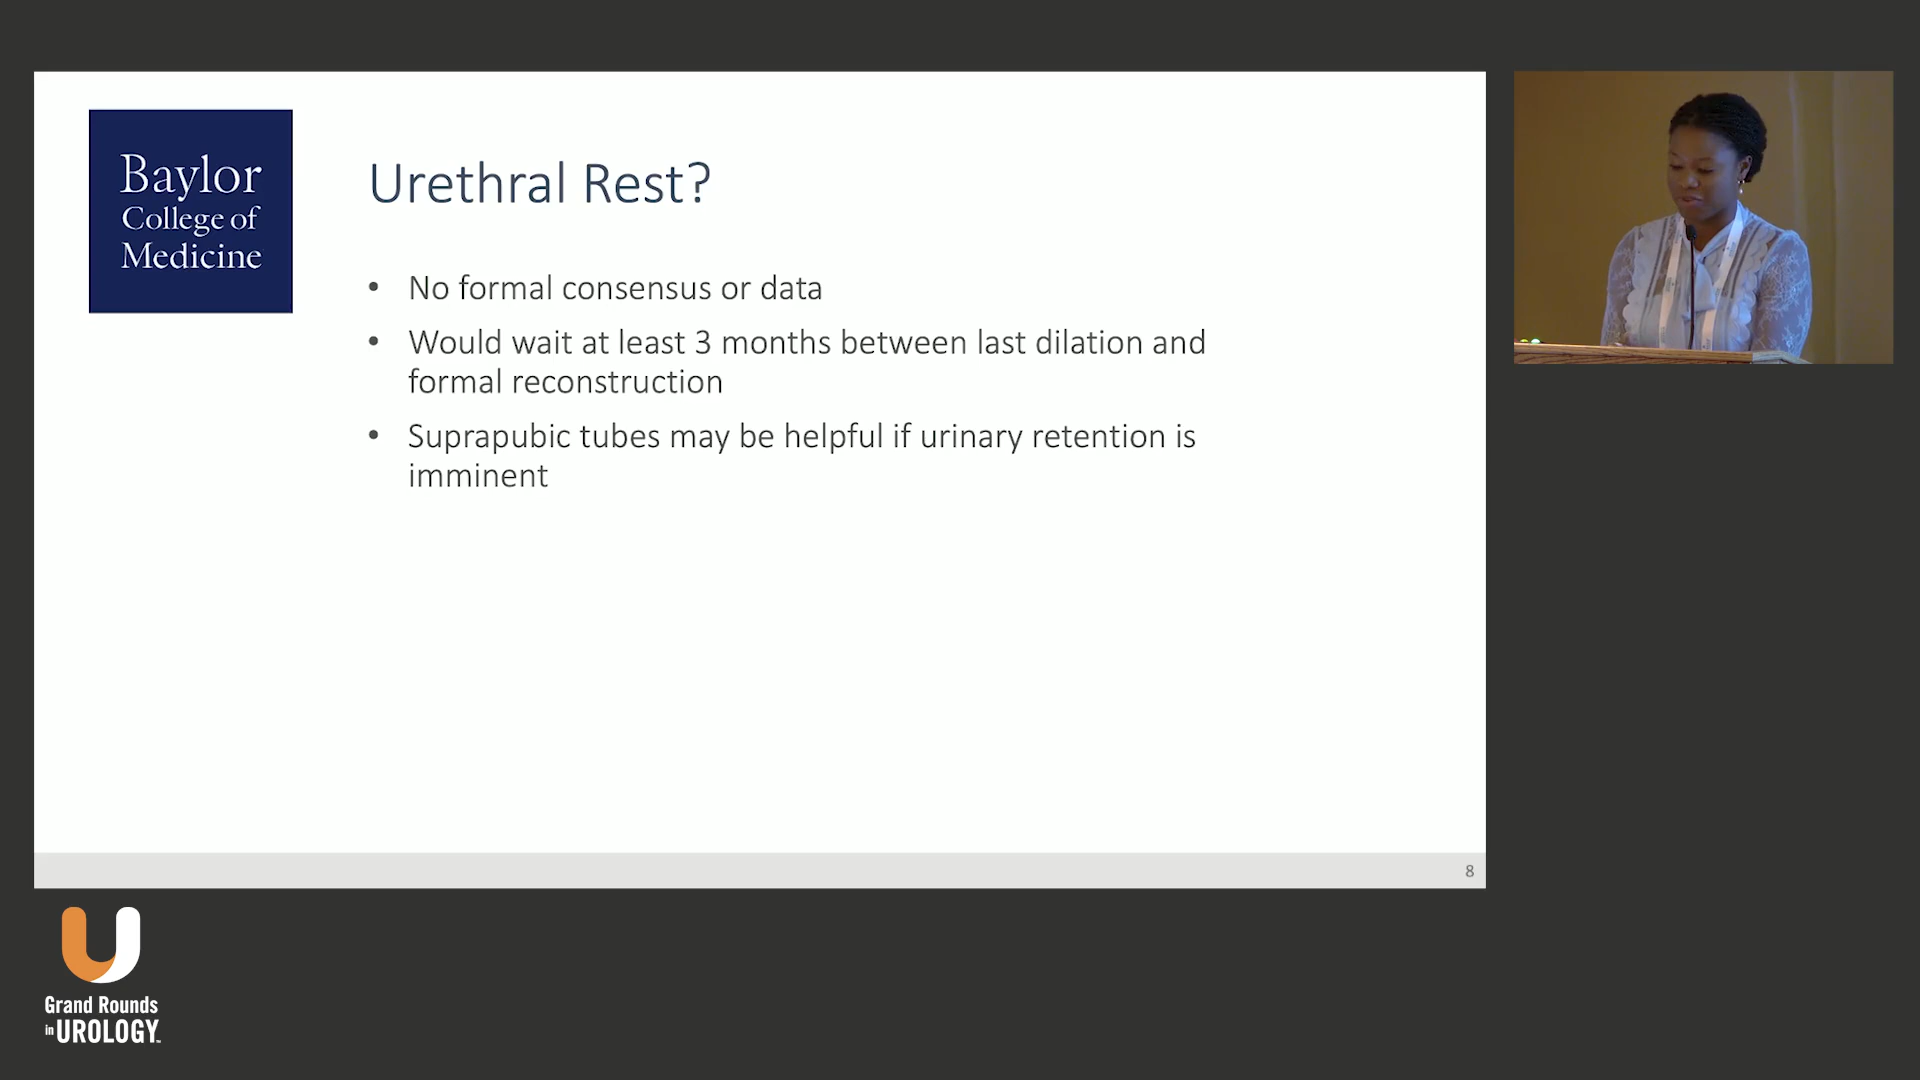 Baylor
College of
Medicine
Urethral Rest?
• No formal consensus or data
• Would wait at least 3 months between last dilation and
formal reconstruction
• Suprapubic tubes may be helpful if urinary retention is
imminent
8
Grand Rounds
in UROLOGY™